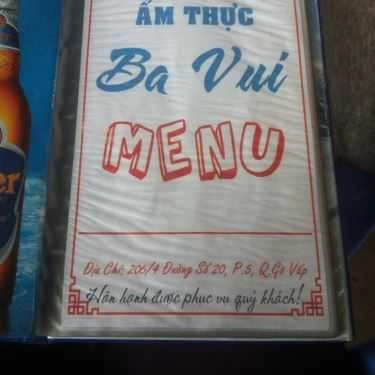 ẨM THỰC
Ba Vui
MENU
Địa Chỉ: 206/4 Đường Số 20, P.5, Q.Gò Vấp
Hân hạnh được phục vụ quý khách!